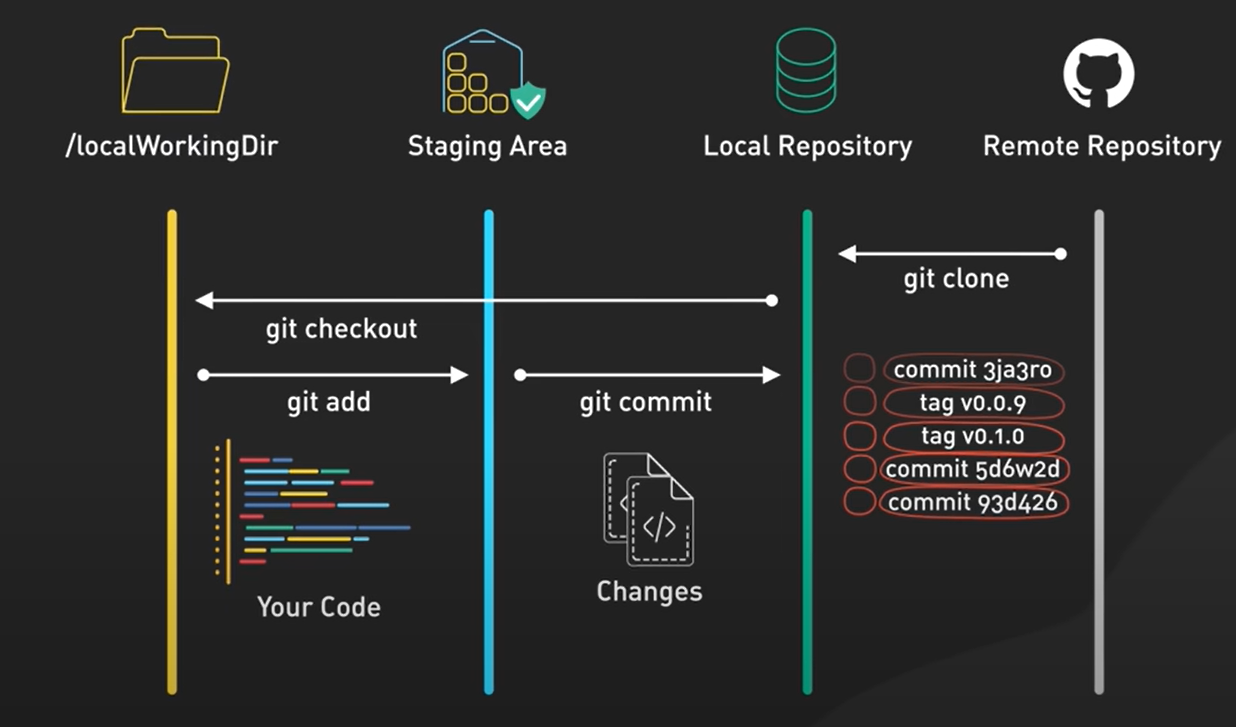 /localWorkingDir
Staging Area
Local Repository
Remote Repository
git clone
git checkout
git add
git commit
commit 3ja3ro
tag v0.0.9
tag v0.1.0
commit 5d6w2d
commit 93d426
</>
Your Code
Changes